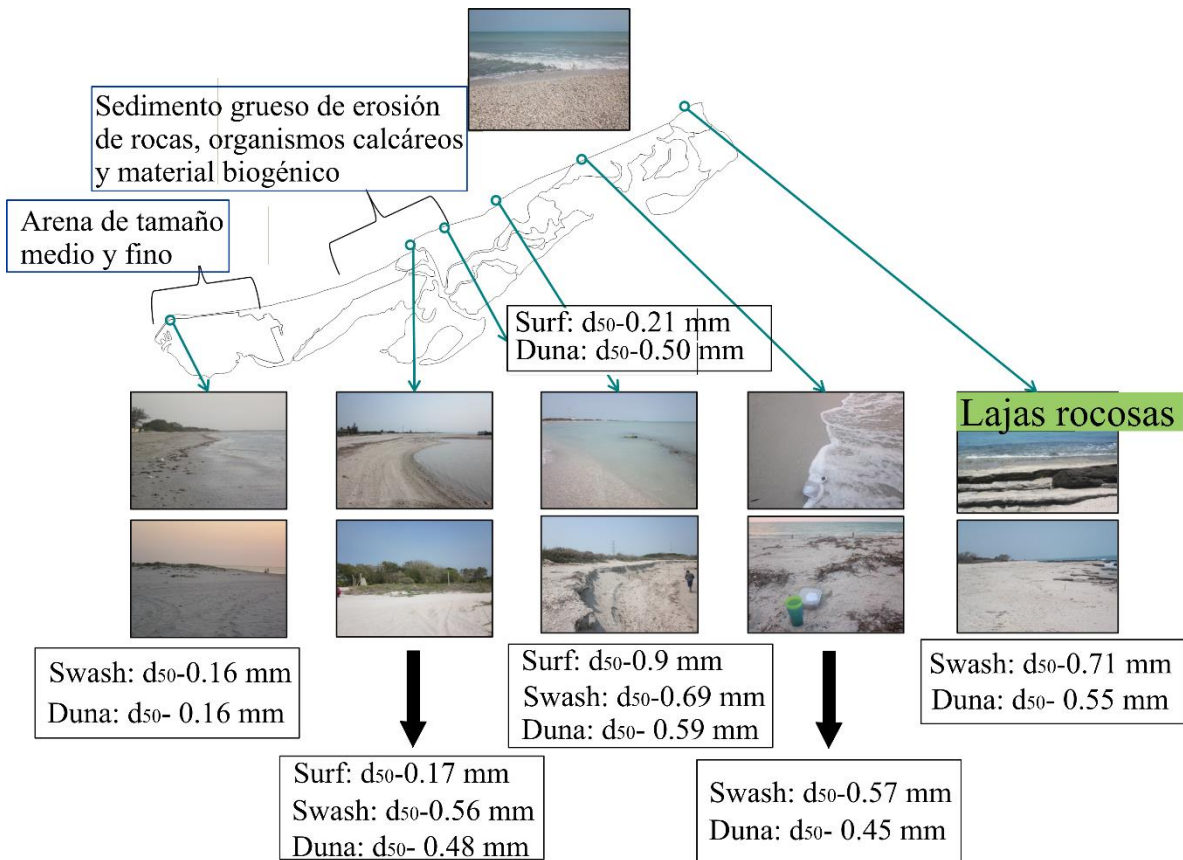 Sedimento grueso de erosión
de rocas, organismos calcáreos
y material biogénico
Arena de tamaño
medio y fino
Surf: d50-0.21 mm
Duna: d50-0.50 mm
Lajas rocosas
Swash: d50-0.16 mm
Duna: d50- 0.16 mm
Surf: d50-0.17 mm
Swash: d50-0.56 mm
Duna: d50- 0.48 mm
Surf: d50-0.9 mm
Swash: d50-0.69 mm
Duna: d50- 0.59 mm
Swash: d50-0.57 mm
Duna: d50- 0.45 mm
Swash: d50-0.71 mm
Duna: d50- 0.55 mm